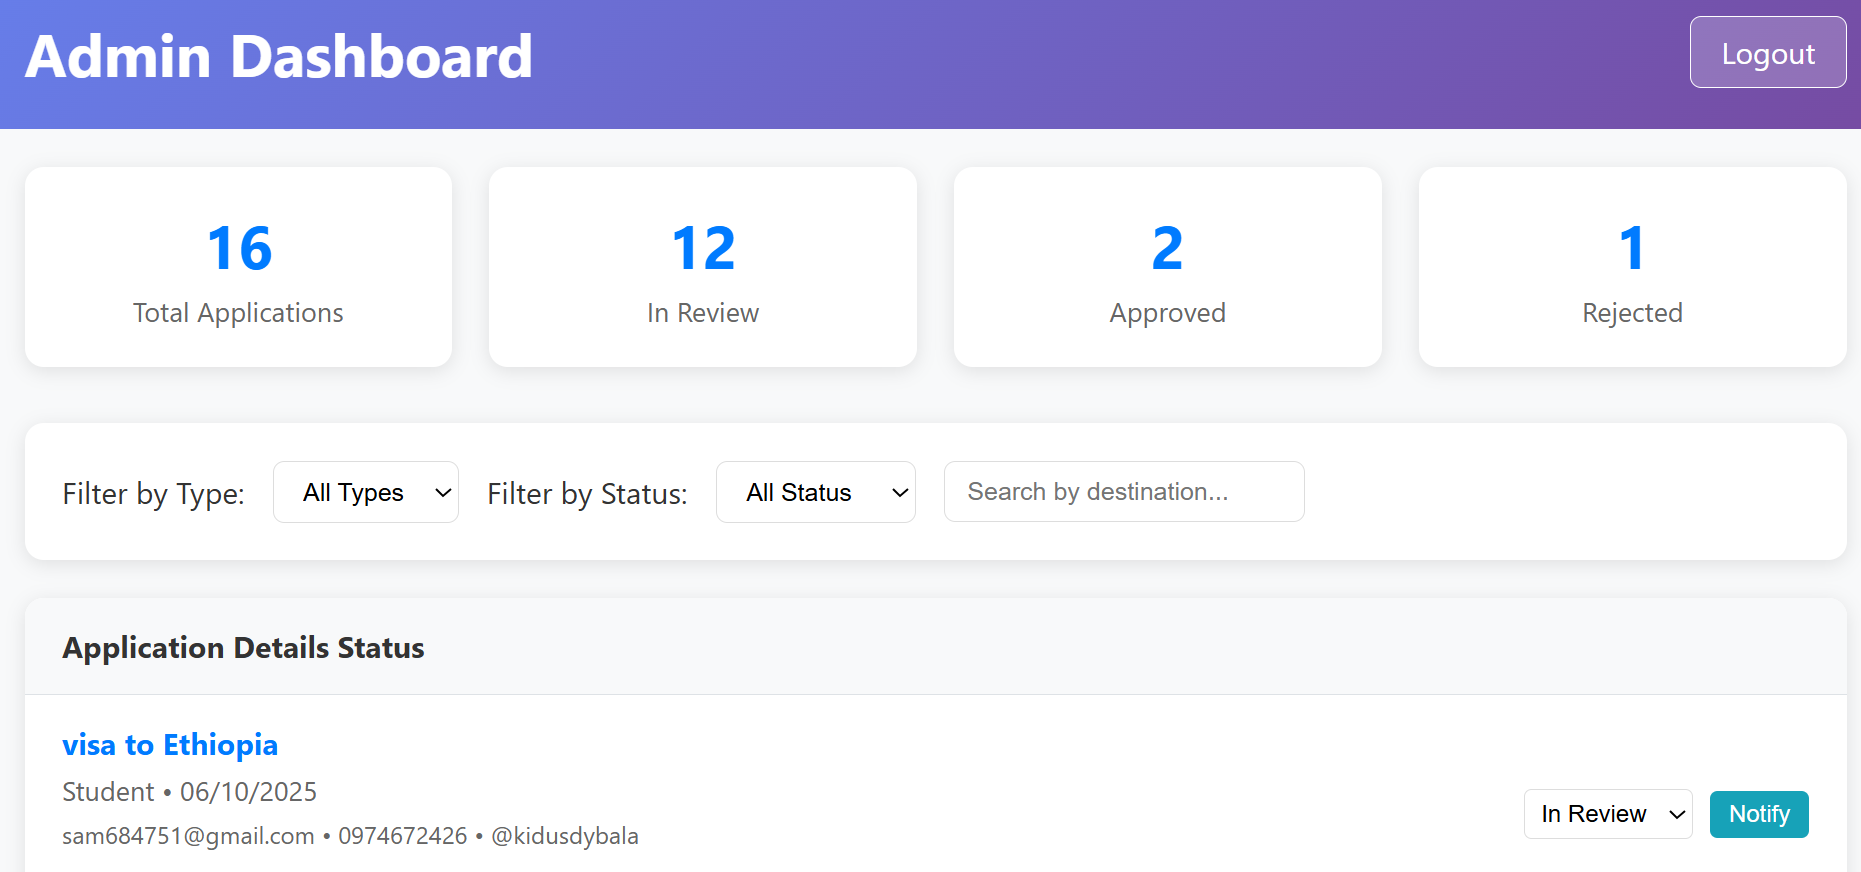 Admin Dashboard
Logout
16
Total Applications
12
In Review
2
Approved
1
Rejected
Filter by Type: All Types Filter by Status: All Status Search by destination...
Application Details Status
visa to Ethiopia
Student • 06/10/2025
sam684751@gmail.com • 0974672426 • @kidusdybala
In Review Notify